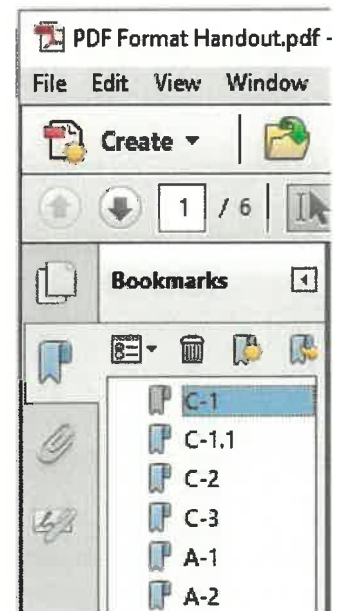 PDF Format Handout.pdf -
File Edit View Window
Create
1 / 6
Bookmarks
C-1
C-1.1
C-2
C-3
A-1
A-2